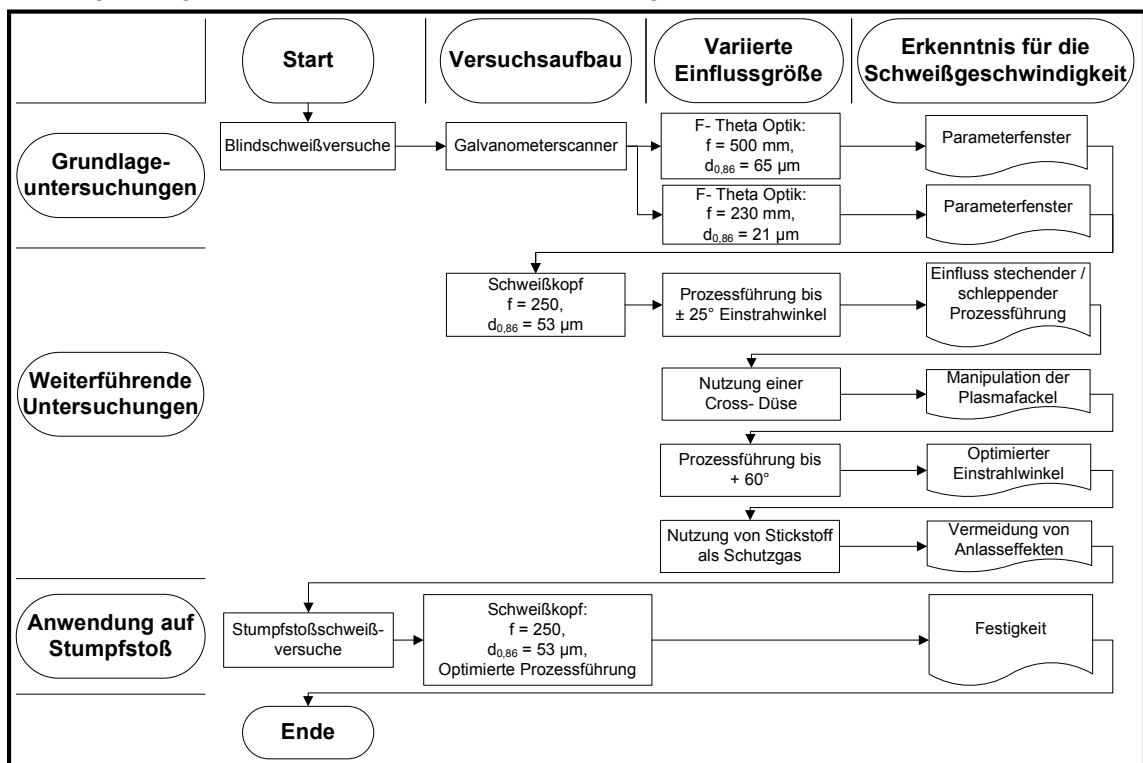 Start
Versuchsaufbau
Variierte
Einflussgröße
Erkenntnis für die
Schweißgeschwindigkeit
Grundlage-
untersuchungen
Blindschweißversuche
Galvanometerscanner
F- Theta Optik:
f = 500 mm,
d0,86 = 65 µm
Parameterfenster
F- Theta Optik:
f = 230 mm,
d0,86 = 21 µm
Parameterfenster
Weiterführende
Untersuchungen
Schweißkopf
f = 250,
d0,86 = 53 µm
Prozessführung bis
± 25° Einstrahwinkel
Einfluss stechender /
schleppender
Prozessführung
Nutzung einer
Cross- Düse
Manipulation der
Plasmafackel
Prozessführung bis
+ 60°
Optimierter
Einstrahlwinkel
Nutzung von Stickstoff
als Schutzgas
Vermeidung von
Anlasseffekten
Anwendung auf
Stumpfstoß
Stumpfstoßschweiß-
versuche
Schweißkopf:
f = 250,
d0,86 = 53 µm,
Optimierte Prozessführung
Festigkeit
Ende